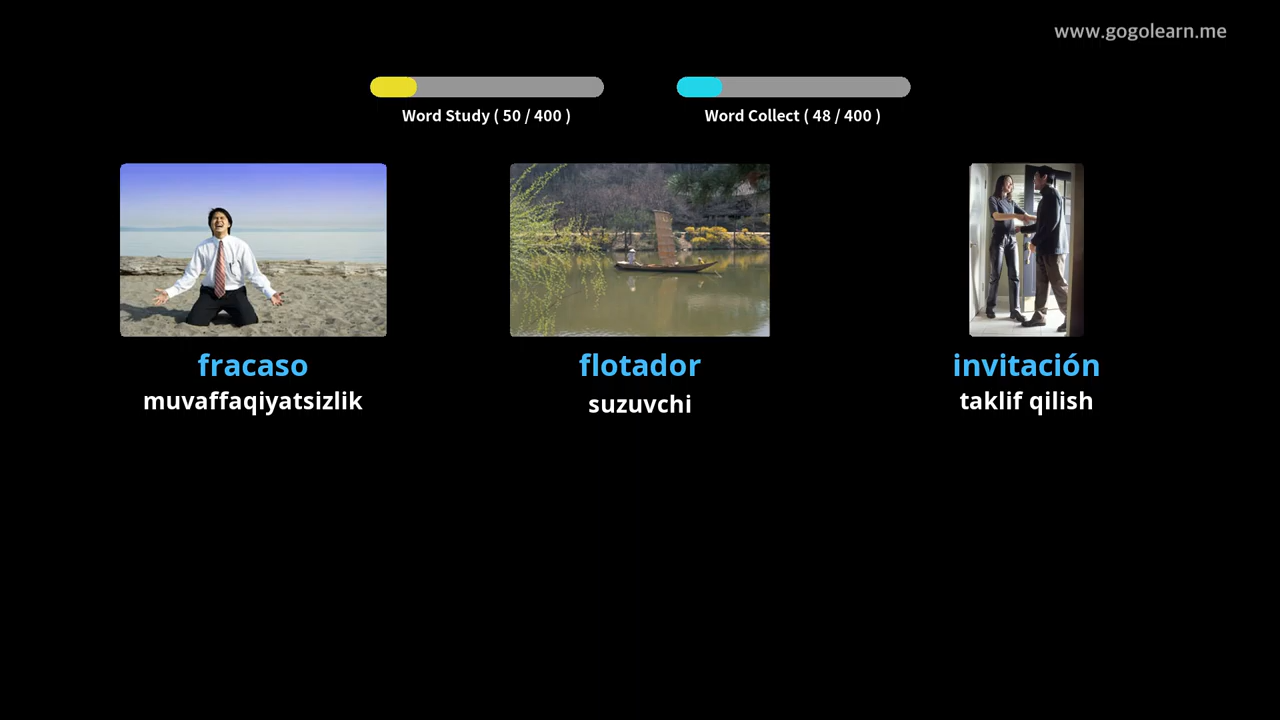 www.gogolearn.me
Word Study ( 50 / 400 )
Word Collect ( 48 / 400 )
fracaso
muvaffaqiyatsizlik
flotador
suzuvchi
invitación
taklif qilish